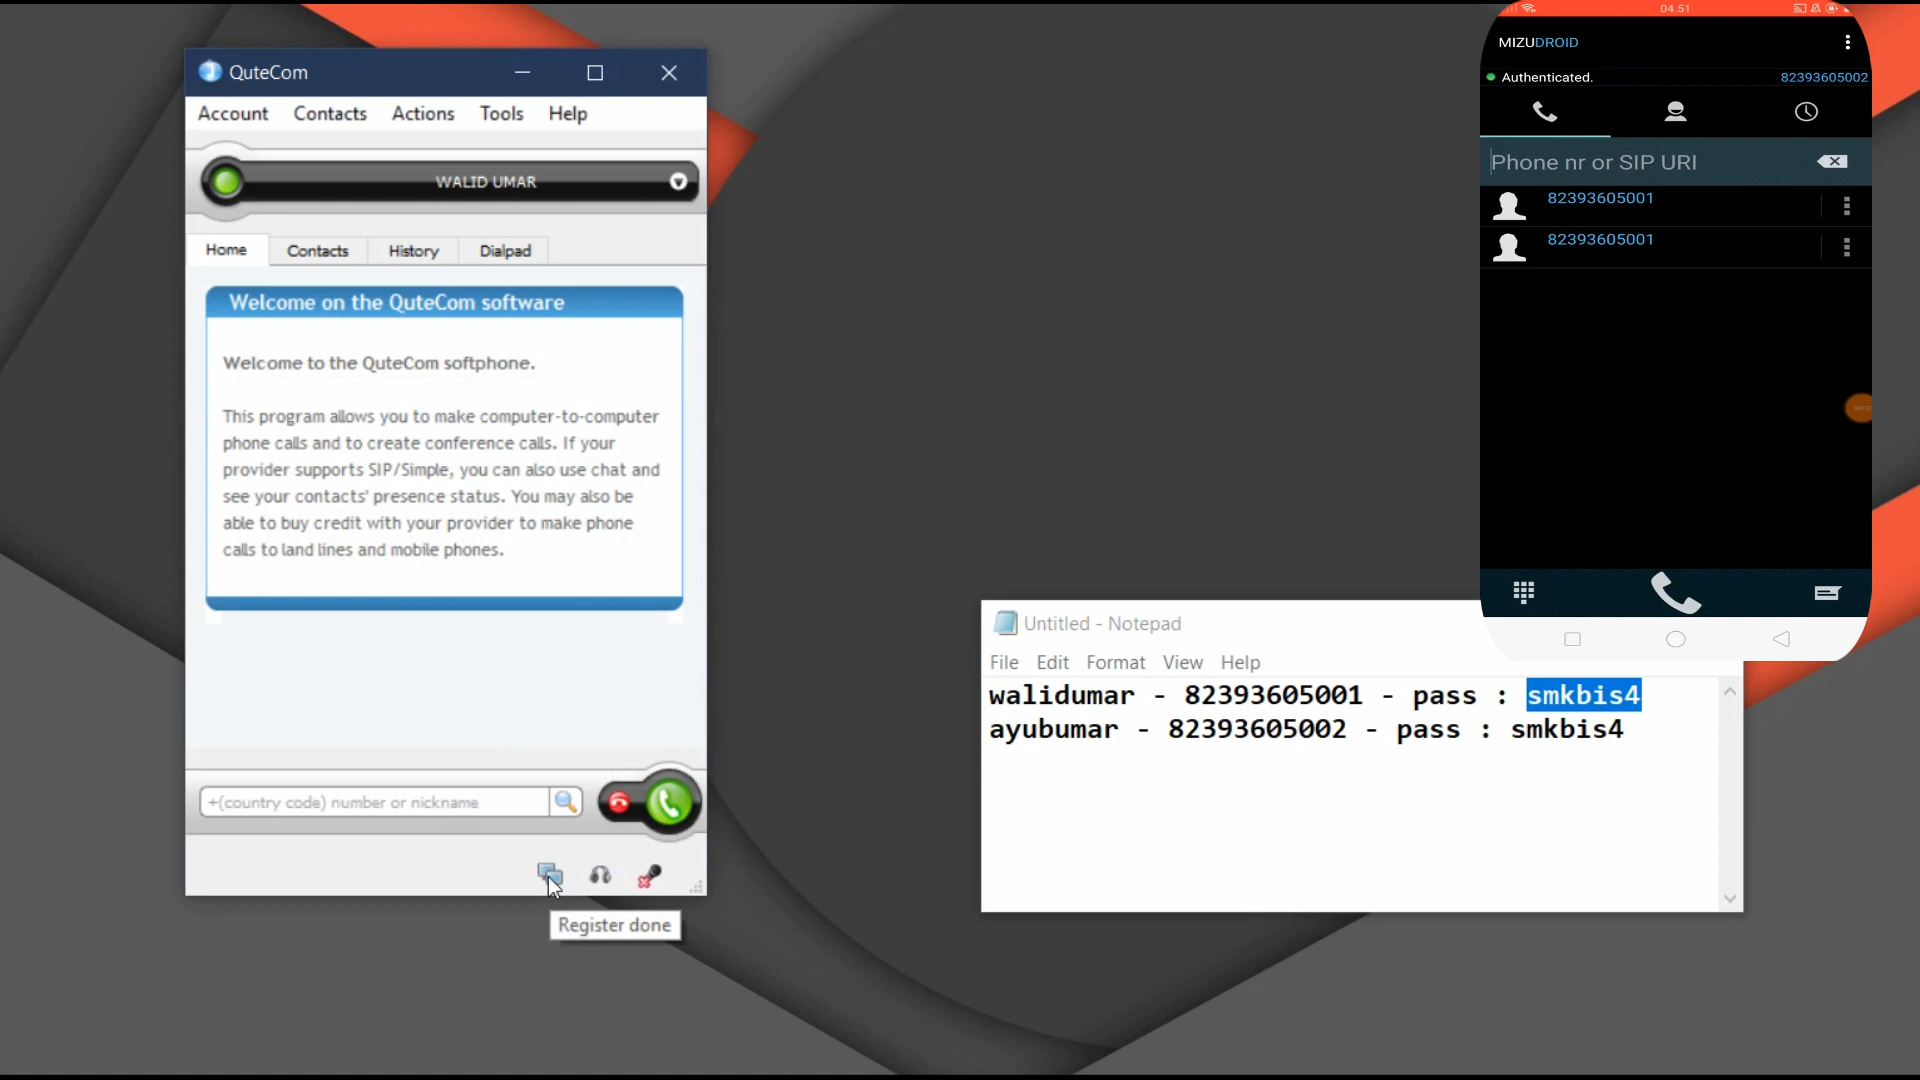 QuteCom
Account Contacts Actions Tools Help
WALID UMAR
Home Contacts History Dialpad
Welcome on the QuteCom software
Welcome to the QuteCom softphone.
This program allows you to make computer-to-computer
phone calls and to create conference calls. If your
provider supports SIP/Simple, you can also use chat and
see your contacts' presence status. You may also be
able to buy credit with your provider to make phone
calls to land lines and mobile phones.
+(country code) number or nickname
Register done
04.51
MIZUDROID
Authenticated. 82393605002
Phone nr or SIP URI
82393605001
82393605001
Untitled - Notepad
File Edit Format View Help
walidumar - 82393605001 - pass : smkbis4
ayubumar - 82393605002 - pass : smkbis4